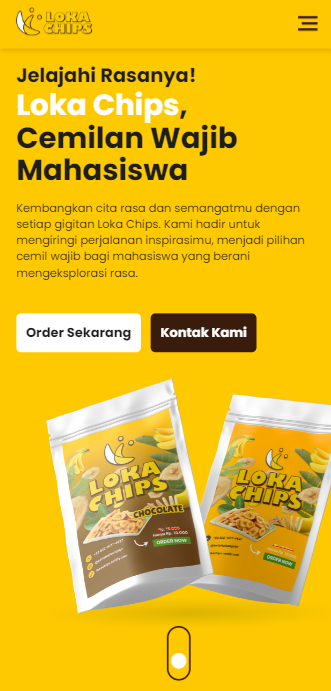 LOKA
CHIPS
Jelajahi Rasanya!
Loka Chips,
Cemilan Wajib
Mahasiswa
Kembangkan cita rasa dan semangatmu dengan
setiap gigitan Loka Chips. Kami hadir untuk
mengiringi perjalanan inspirasimu, menjadi pilihan
cemil wajib bagi mahasiswa yang berani
mengeksplorasi rasa.
Order Sekarang
Kontak Kami
LOKA
CHIPS
CHOCOLATE
ORDER NOW
LOKA
CHIPS
ORDER NOW